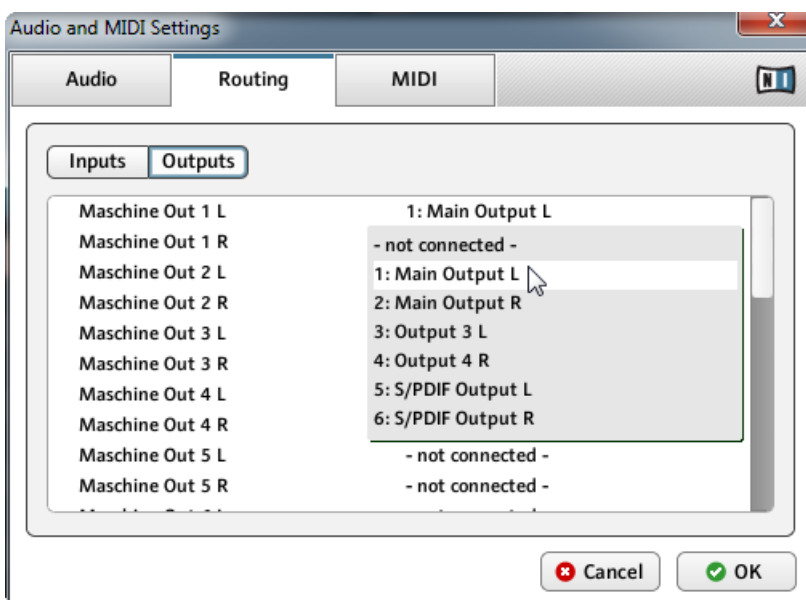 Audio and MIDI Settings
Audio Routing MIDI
Inputs Outputs
Maschine Out 1 L 1: Main Output L
Maschine Out 1 R - not connected -
Maschine Out 2 L 1: Main Output L
Maschine Out 2 R 2: Main Output R
Maschine Out 3 L 3: Output 3 L
Maschine Out 3 R 4: Output 4 R
Maschine Out 4 L 5: S/PDIF Output L
Maschine Out 4 R 6: S/PDIF Output R
Maschine Out 5 L - not connected -
Maschine Out 5 R - not connected -
Cancel OK